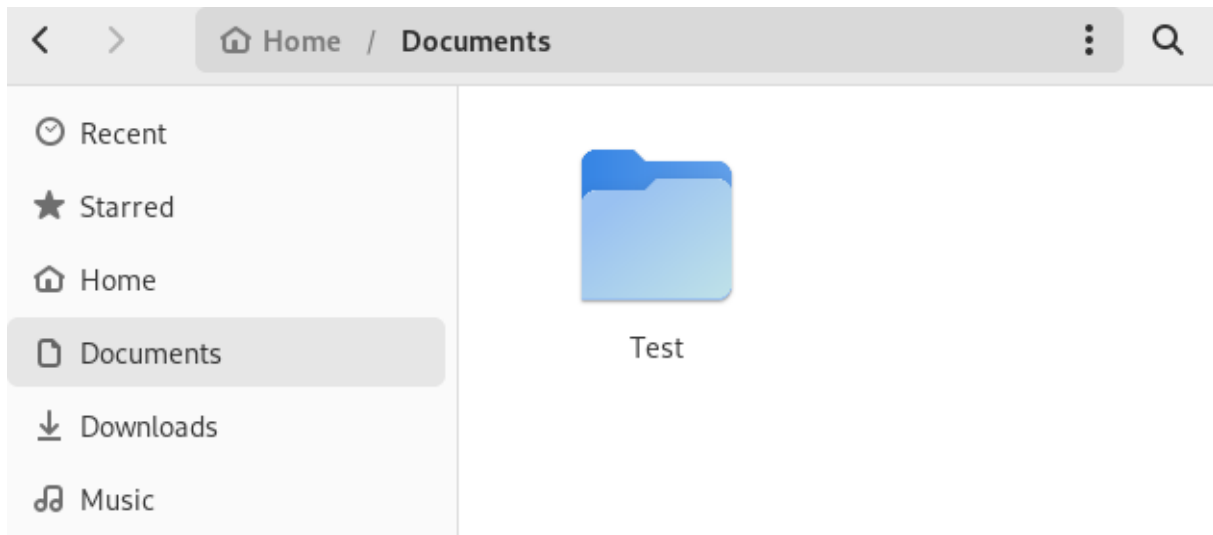 Home / Documents
Recent
Starred
Home
Documents
Downloads
Music
Test